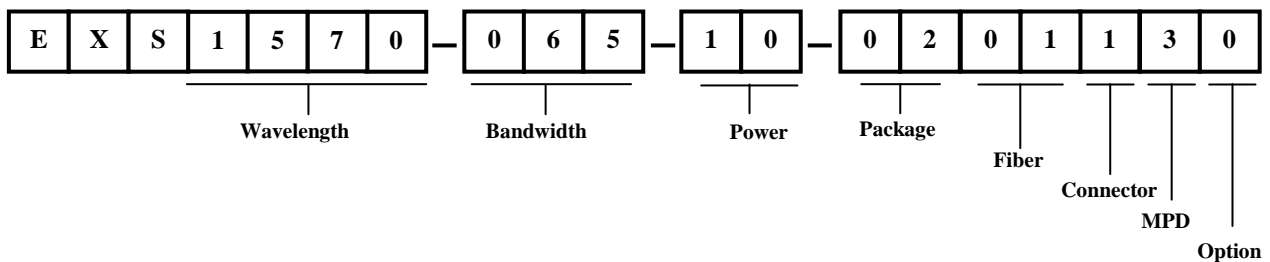 E X S 1 5 7 0 – 0 6 5 – 1 0 – 0 2 0 1 1 3 0
Wavelength Bandwidth Power Package
Fiber
Connector
MPD
Option